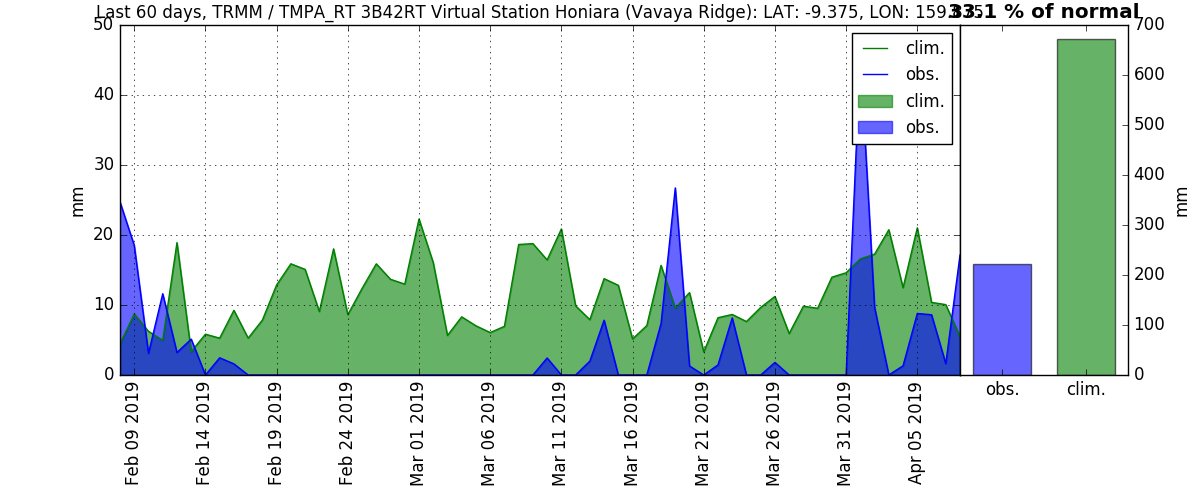 Last 60 days, TRMM / TMPA_RT 3B42RT Virtual Station Honiara (Vavaya Ridge): LAT: -9.375, LON: 159.875
33.1 % of normal
50
40
30
20
10
0
mm
clim.
obs.
clim.
obs.
700
600
500
400
300
200
100
0
mm
obs.
clim.
Feb 09 2019
Feb 14 2019
Feb 19 2019
Feb 24 2019
Mar 01 2019
Mar 06 2019
Mar 11 2019
Mar 16 2019
Mar 21 2019
Mar 26 2019
Mar 31 2019
Apr 05 2019